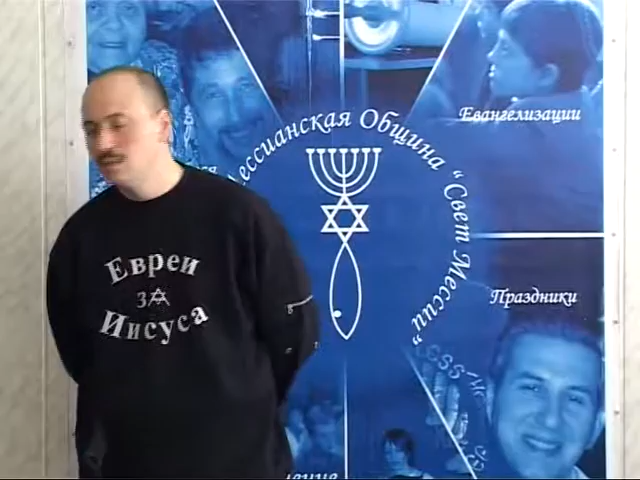 Мессианская Община
"Свет Мессии"
Евангелизации
Праздники
Евреи
ЗА
Иисуса